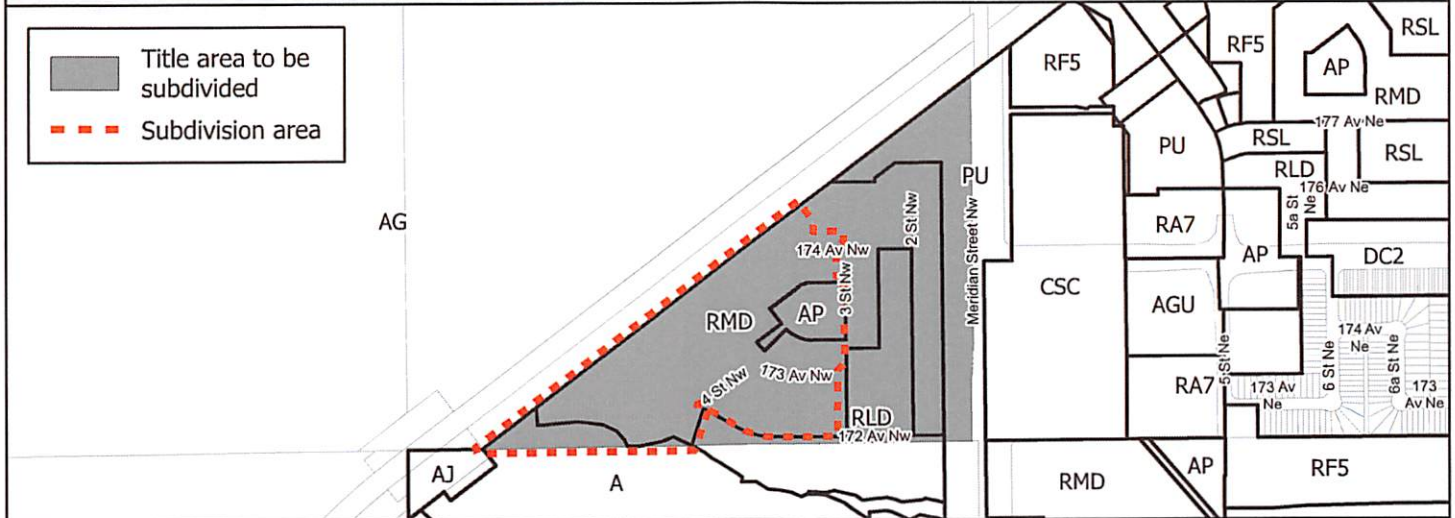 Title area to be
subdivided
Subdivision area
AG
RMD
AP
174 Av Nw
3 St Nw
2 St Nw
173 Av Nw
4 St Nw
RLD
172 Av Nw
AJ
A
PU
Meridian Street Nw
RF5
CSC
PU
RA7
AGU
RA7
AP
RF5
AP
RSL
RMD
177 Av Ne
RSL
RSL
RLD
176 Av Ne
5a St
Ne
DC2
174 Av
Ne
5 St Ne
6 St Ne
6a St Ne
173 Av
Ne
173
Av Ne
RMD
AP
RF5